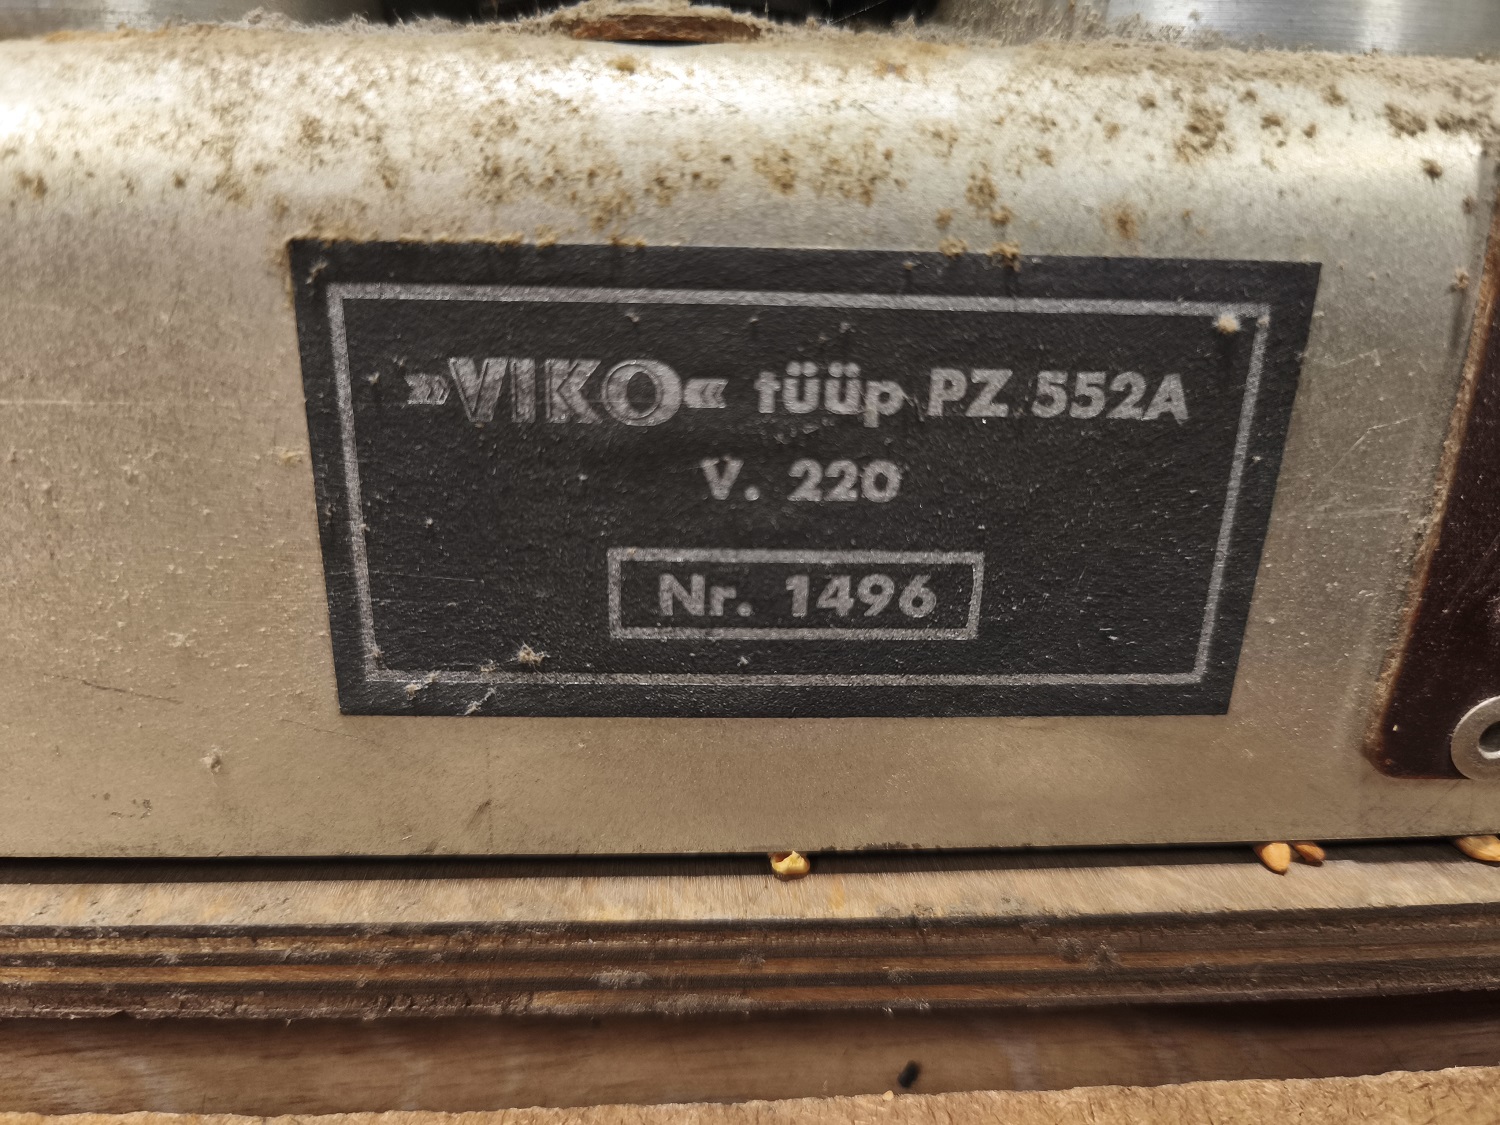 »VIKO« tüüp PZ 552A
V. 220
Nr. 1496